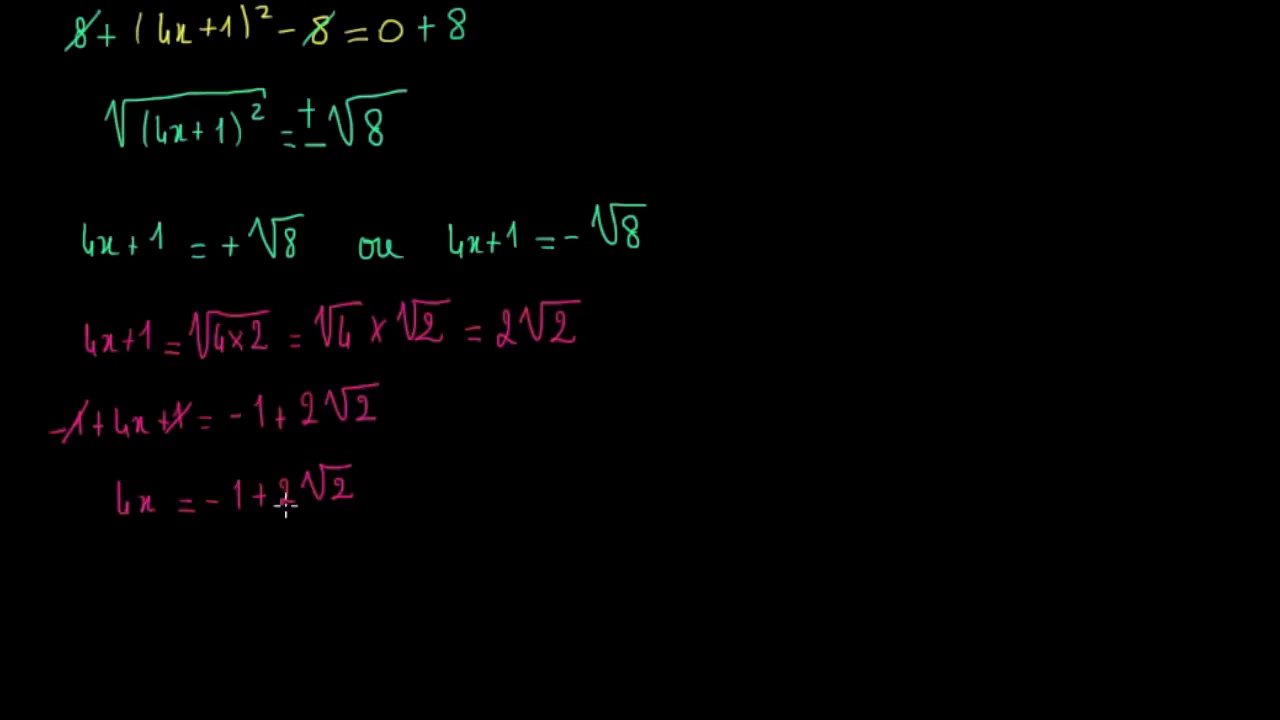 8 + (4x+1)² - 8 = 0 + 8
√(4x+1)² = ±√8
4x+1 = +√8 ou 4x+1 = -√8
4x+1 = √4×2 = √4 × √2 = 2√2
-1+4x+1 = -1+2√2
4x = -1+2√2